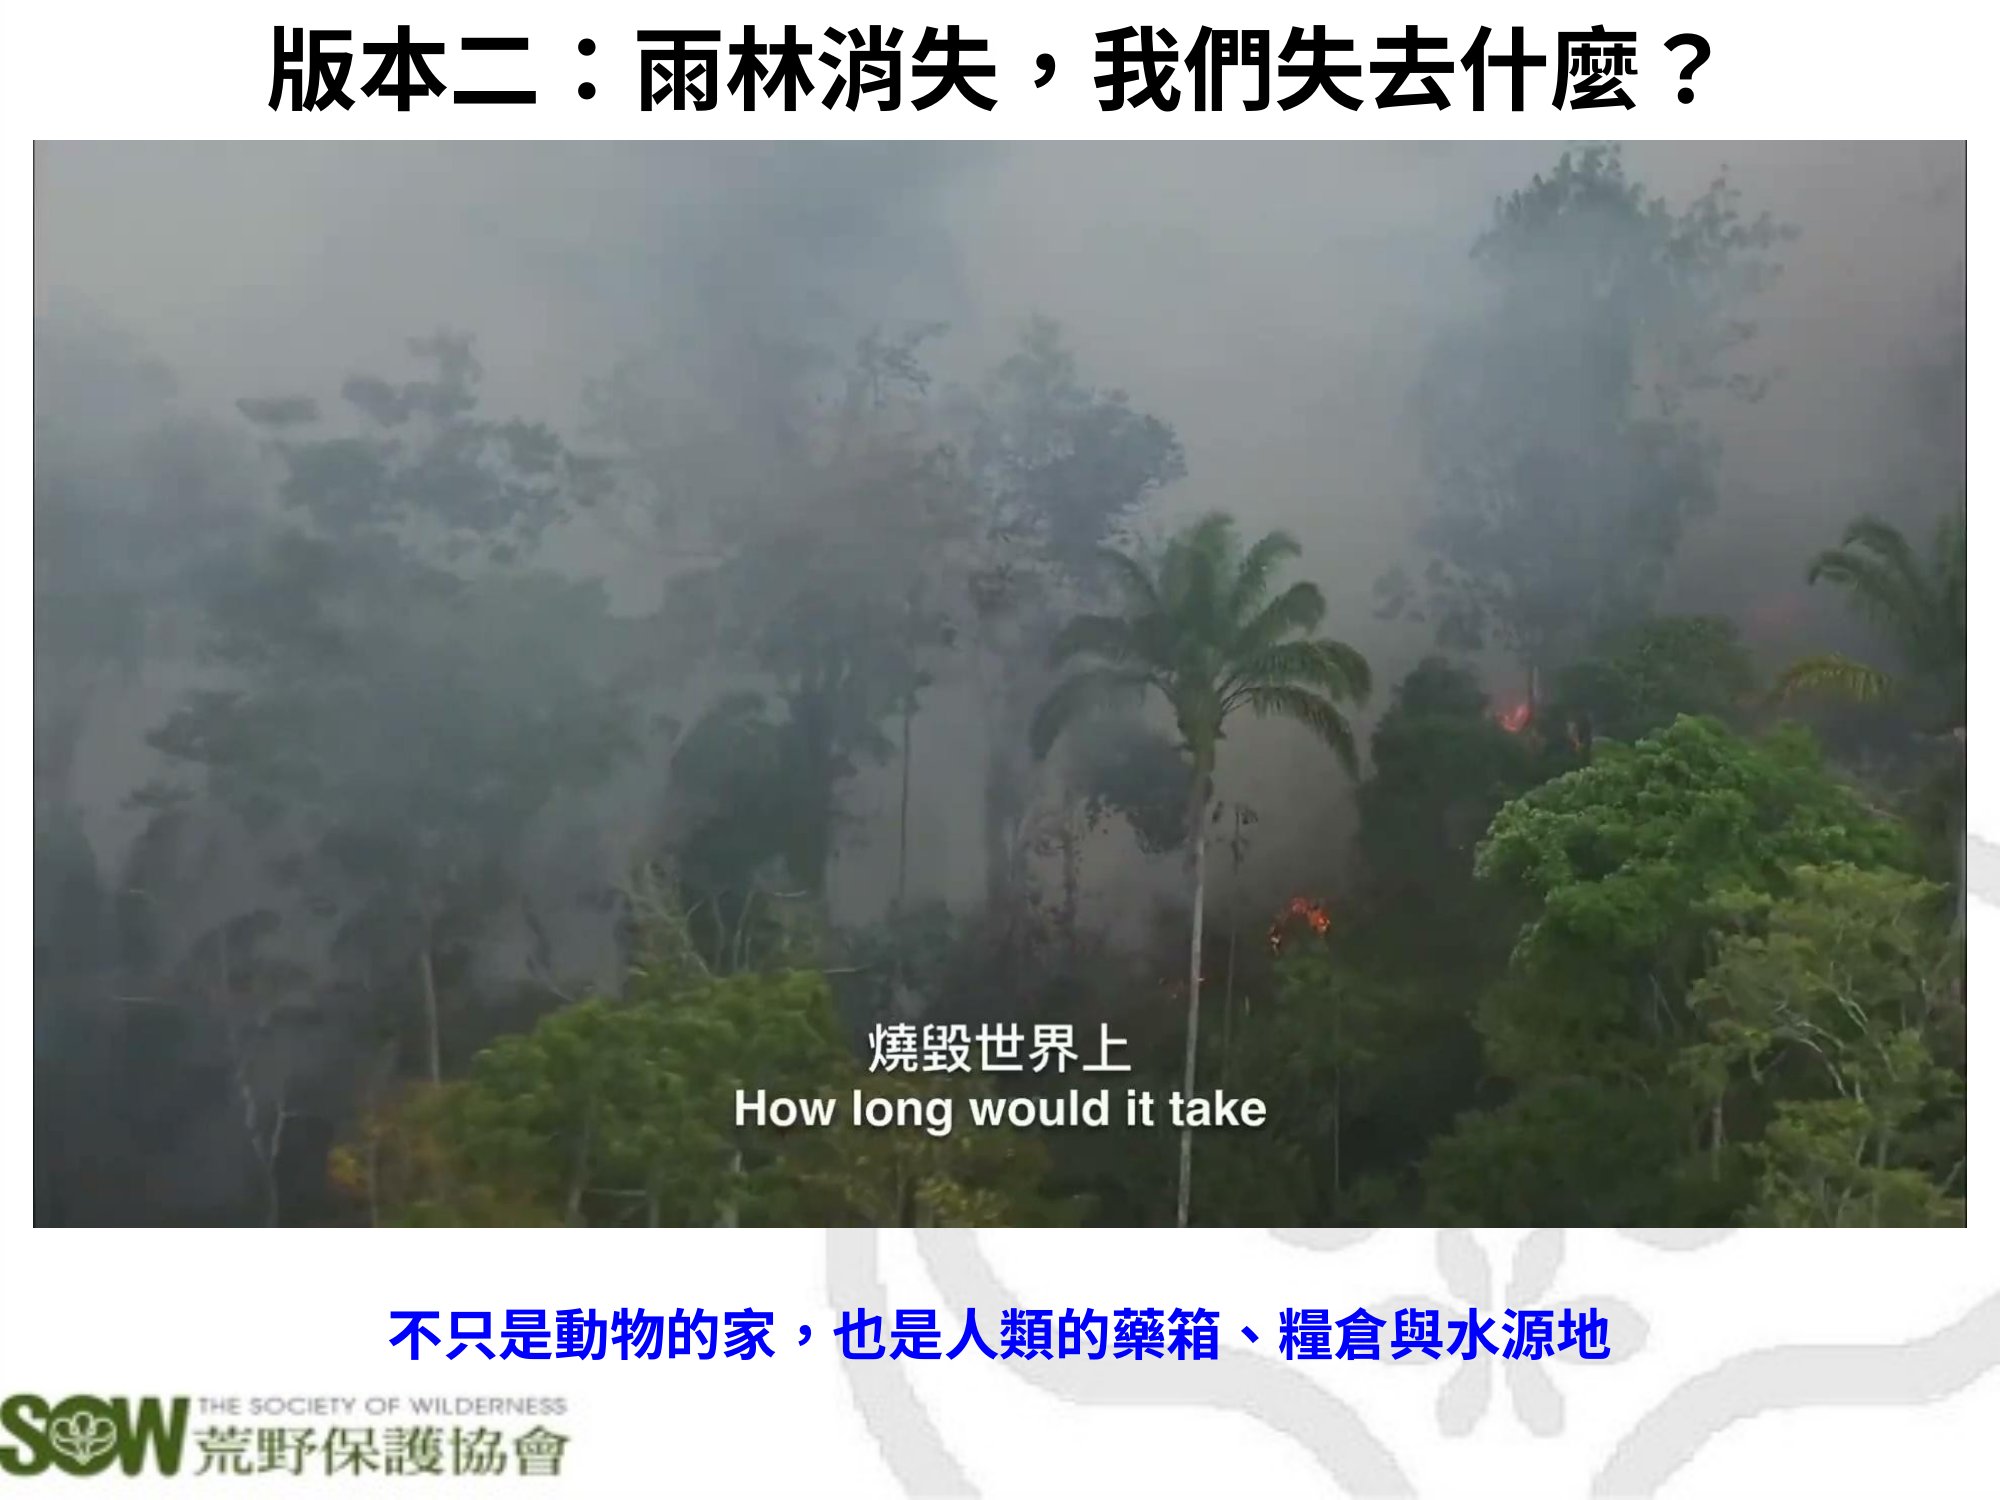 版本二：雨林消失，我們失去什麼？
燒毀世界上
How long would it take
不只是動物的家，也是人類的藥箱、糧倉與水源地
SOW THE SOCIETY OF WILDERNESS
荒野保護協會